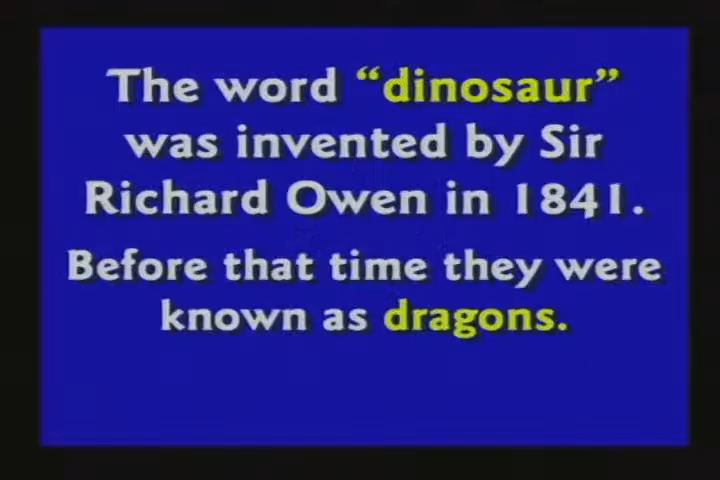 The word “dinosaur”
was invented by Sir
Richard Owen in 1841.
Before that time they were
known as dragons.